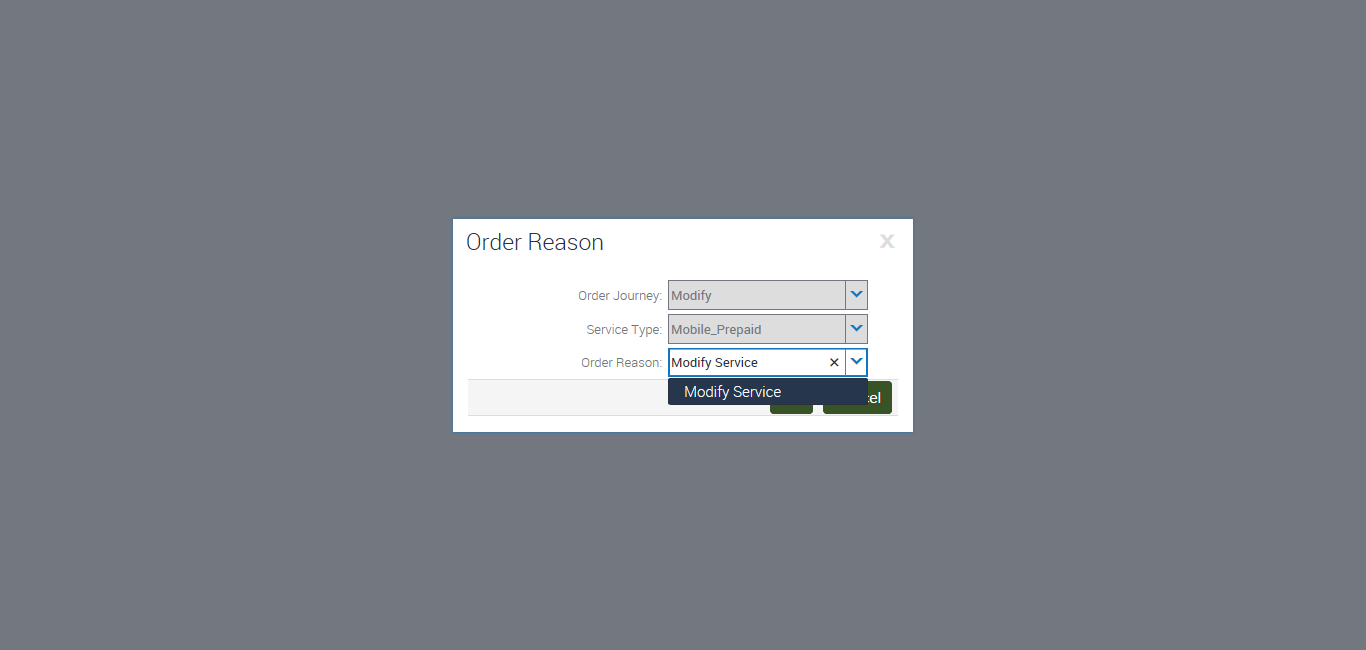 Order Reason X
Order Journey: Modify
Service Type: Mobile_Prepaid
Order Reason: Modify Service ×
Modify Service